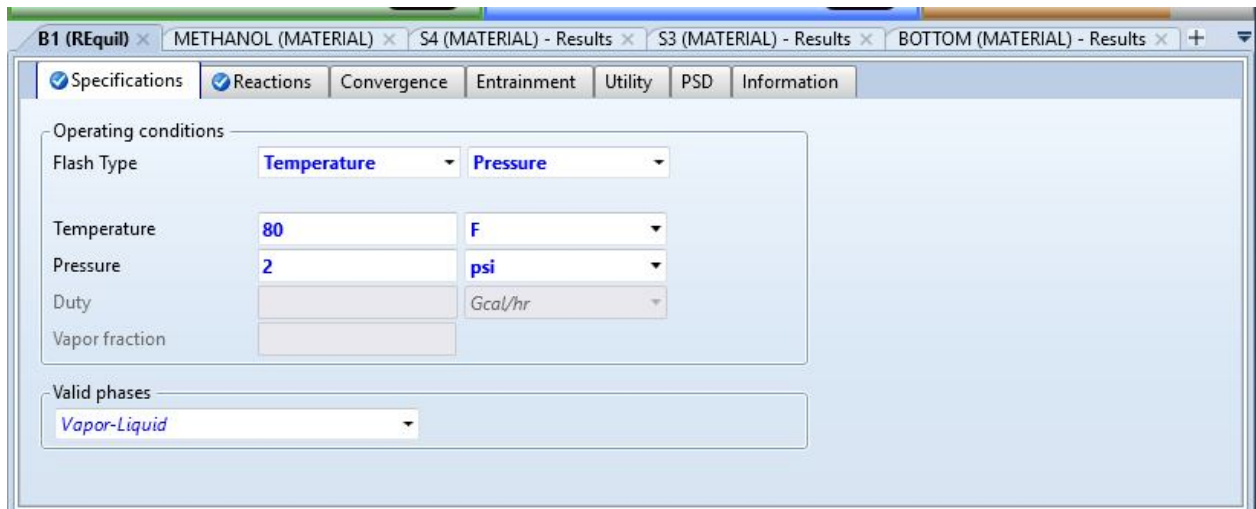 B1 (REquil) METHANOL (MATERIAL) S4 (MATERIAL) - Results S3 (MATERIAL) - Results BOTTOM (MATERIAL) - Results +
Specifications Reactions Convergence Entrainment Utility PSD Information
Operating conditions
Flash Type Temperature Pressure
Temperature 80 F
Pressure 2 psi
Duty Gcal/hr
Vapor fraction
Valid phases
Vapor-Liquid